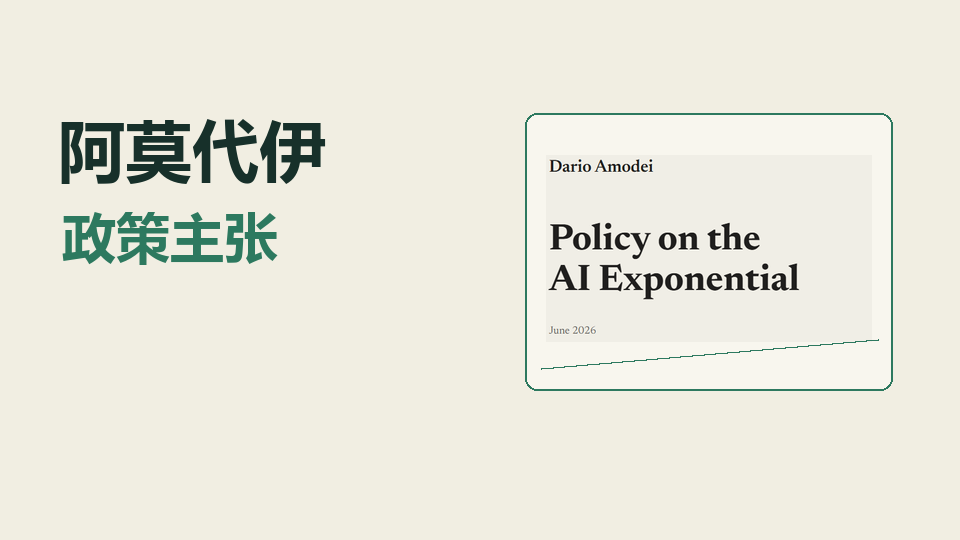 阿莫代伊
政策主张
Dario Amodei
Policy on the
AI Exponential
June 2026